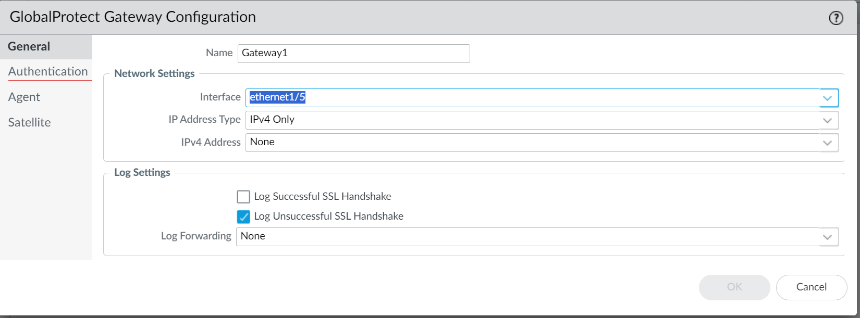 GlobalProtect Gateway Configuration
General
Authentication
Agent
Satellite
Name Gateway1
Network Settings
Interface ethernet1/5
IP Address Type IPv4 Only
IPv4 Address None
Log Settings
Log Successful SSL Handshake
Log Unsuccessful SSL Handshake
Log Forwarding None
OK Cancel